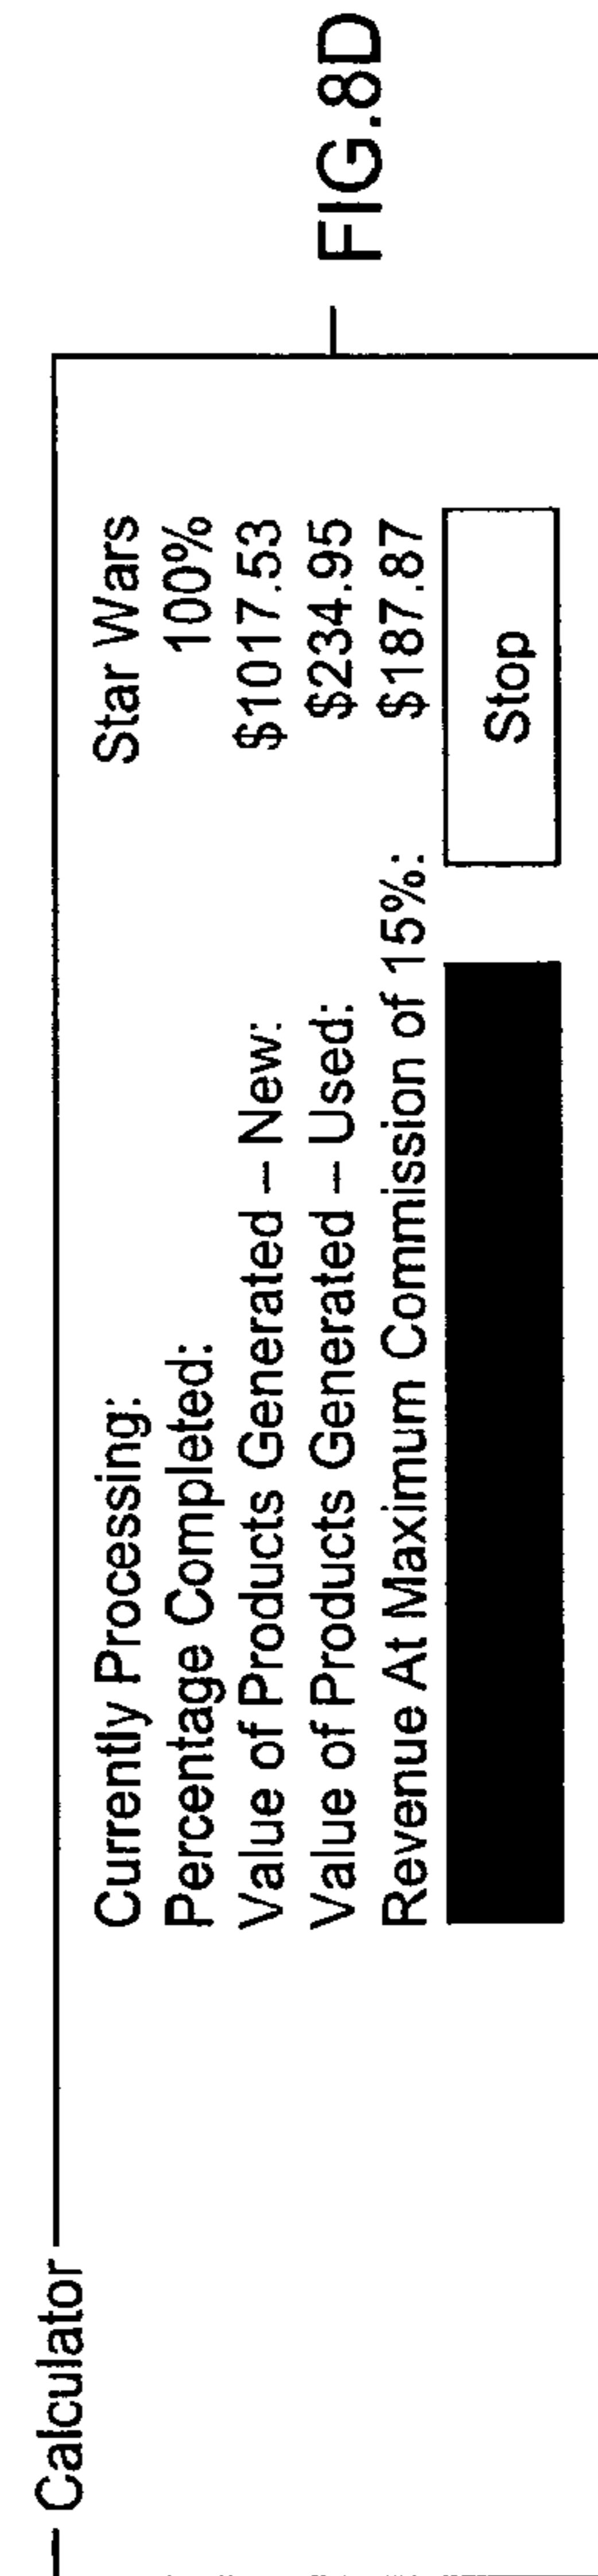 Calculator
Currently Processing: Star Wars
Percentage Completed: 100%
Value of Products Generated – New: $1017.53
Value of Products Generated – Used: $234.95
Revenue At Maximum Commission of 15%: $187.87
Stop
FIG.8D